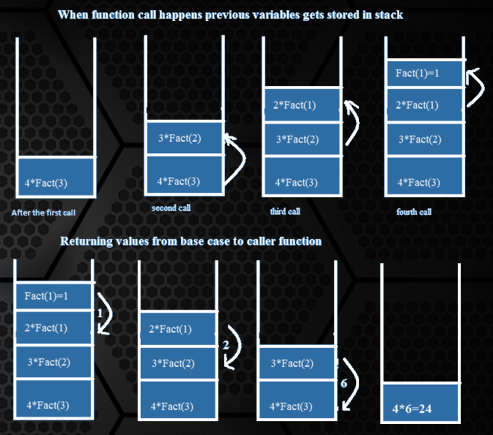 When function call happens previous variables gets stored in stack
4*Fact(3)
After the first call
3*Fact(2)
4*Fact(3)
second call
2*Fact(1)
3*Fact(2)
4*Fact(3)
third call
Fact(1)=1
2*Fact(1)
3*Fact(2)
4*Fact(3)
fourth call
Returning values from base case to caller function
Fact(1)=1
1
2*Fact(1)
3*Fact(2)
4*Fact(3)
2*Fact(1)
2
3*Fact(2)
4*Fact(3)
3*Fact(2)
6
4*Fact(3)
4*6=24